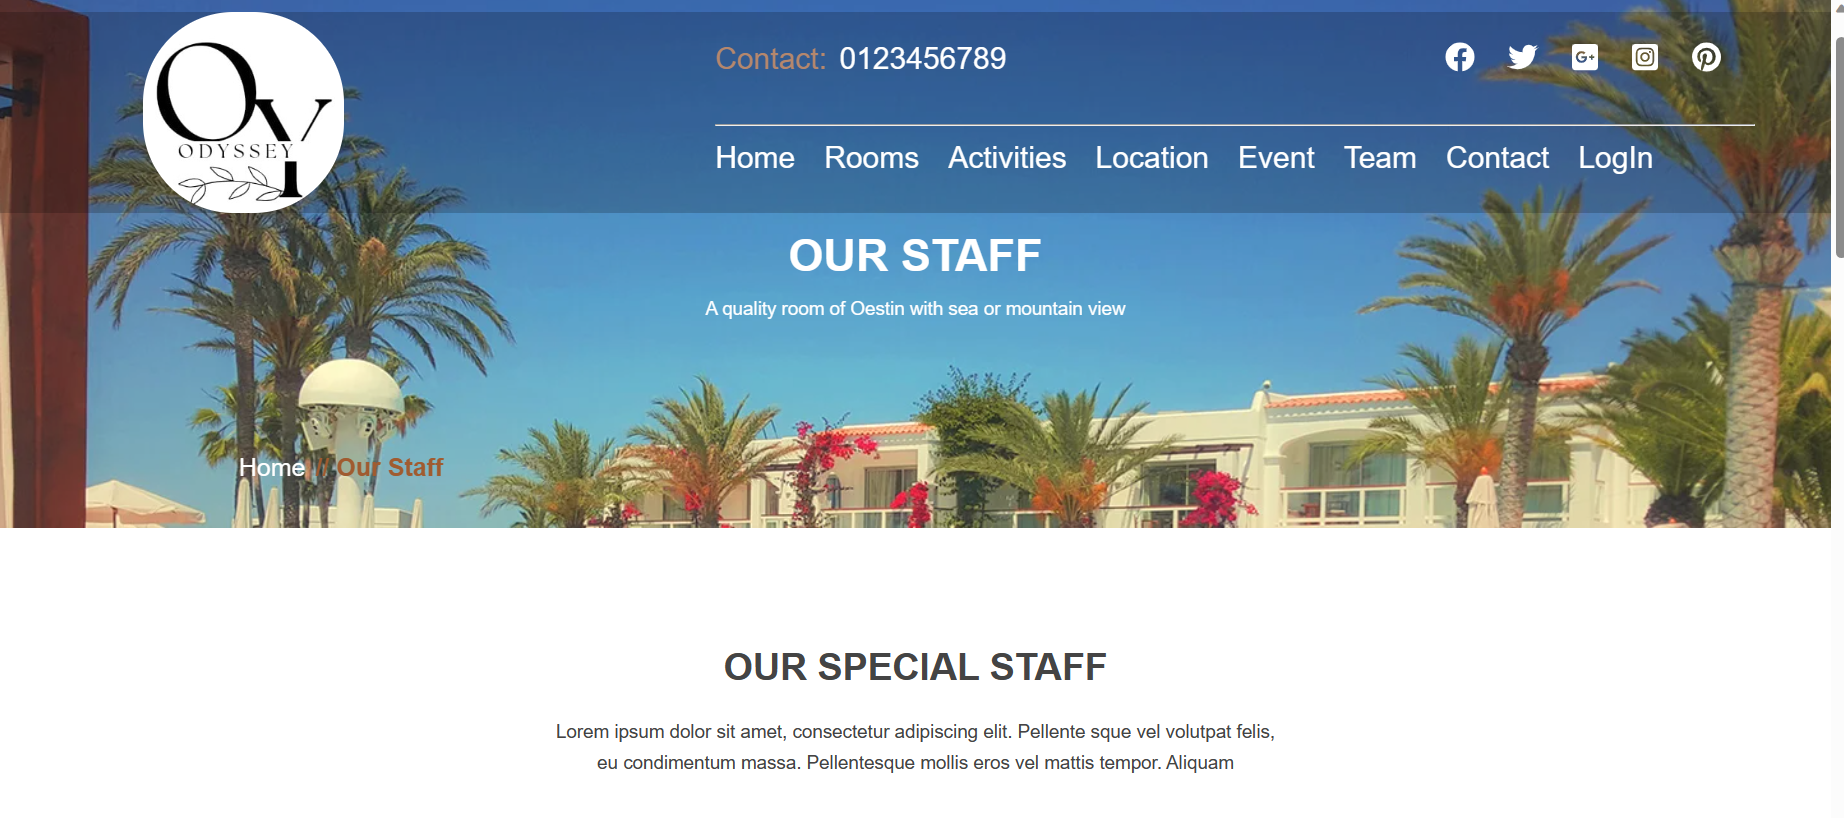 OY
ODYSSEY
Contact: 0123456789
Home Rooms Activities Location Event Team Contact LogIn
OUR STAFF
A quality room of Oestin with sea or mountain view
Home // Our Staff
OUR SPECIAL STAFF
Lorem ipsum dolor sit amet, consectetur adipiscing elit. Pellente sque vel volutpat felis,
eu condimentum massa. Pellentesque mollis eros vel mattis tempor. Aliquam